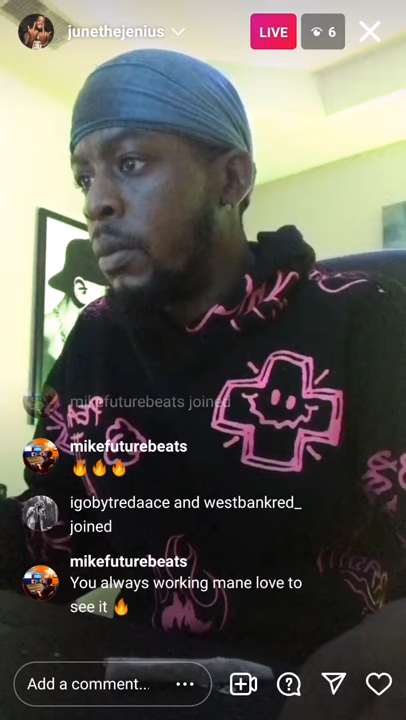 junethejenius
LIVE
6
mikefuturebeats joined
mikefuturebeats
🔥🔥🔥
igobytredaace and westbankred_
joined
mikefuturebeats
You always working mane love to
see it 🔥
Add a comment...